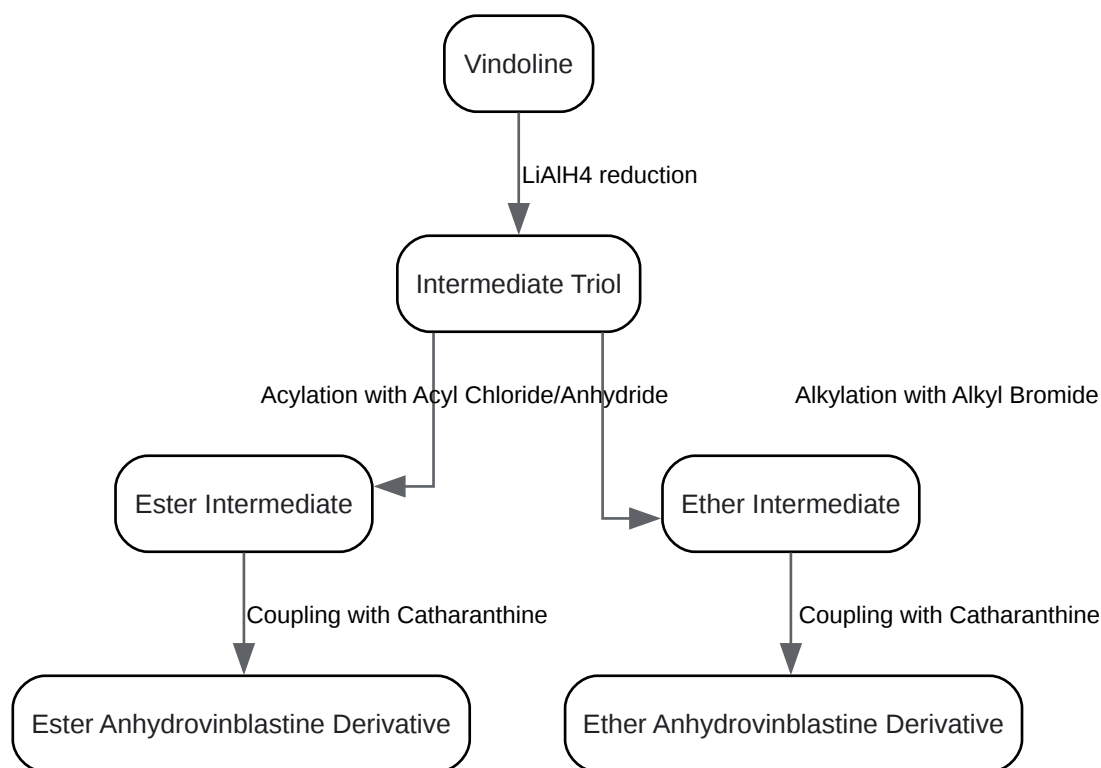 Vindoline
LiAlH4 reduction
Intermediate Triol
Acylation with Acyl Chloride/Anhydride
Alkylation with Alkyl Bromide
Ester Intermediate
Ether Intermediate
Coupling with Catharanthine
Coupling with Catharanthine
Ester Anhydrovinblastine Derivative
Ether Anhydrovinblastine Derivative